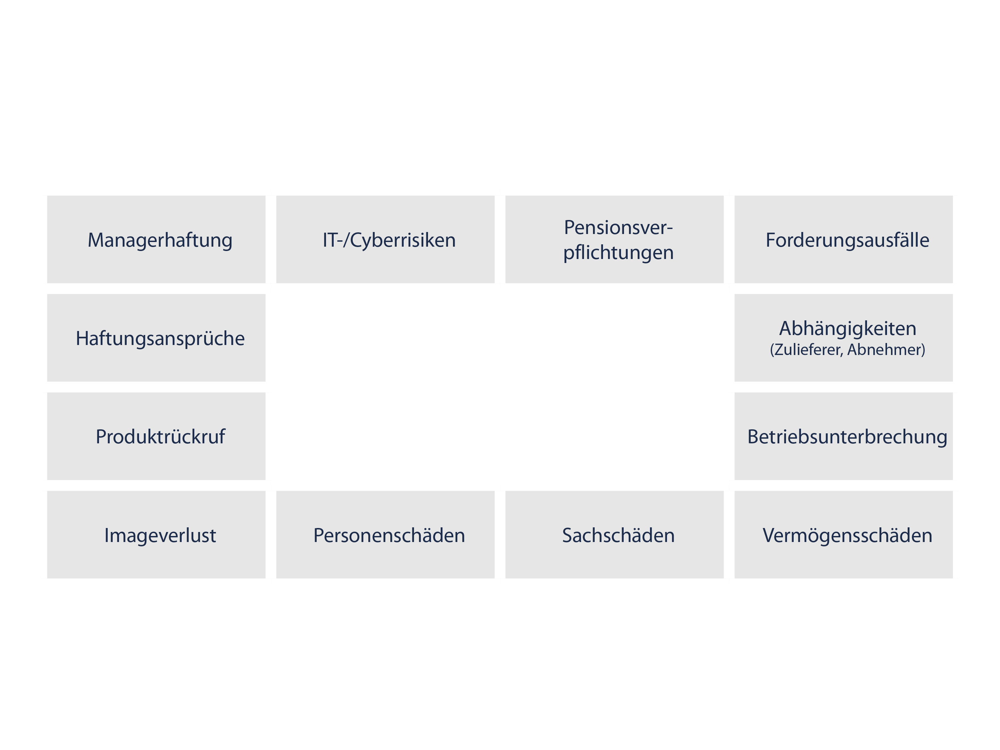 Managerhaftung
IT-/Cyberrisiken
Pensionsver-
pflichtungen
Forderungsausfälle
Haftungsansprüche
Abhängigkeiten
(Zulieferer, Abnehmer)
Produktrückruf
Betriebsunterbrechung
Imageverlust
Personenschäden
Sachschäden
Vermögensschäden